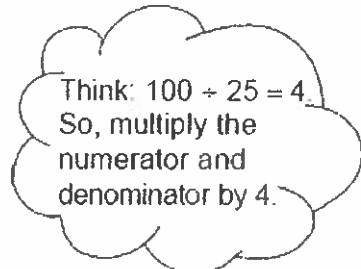 Think: 100 ÷ 25 = 4.
So, multiply the
numerator and
denominator by 4.